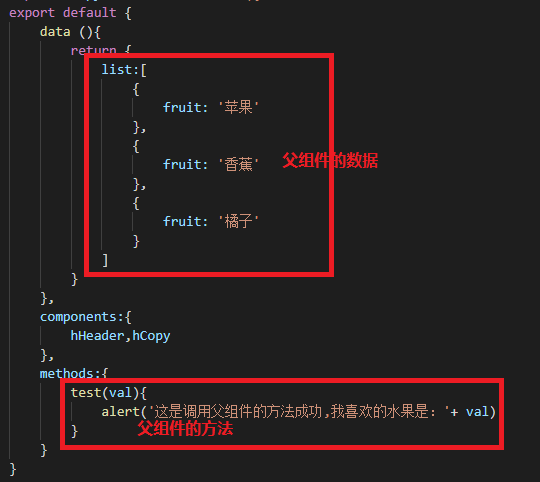 export default {
data (){
return {
list:[
{
fruit: '苹果'
},
{
fruit: '香蕉'
父组件的数据
},
{
fruit: '橘子'
}
]
}
},
components:{
hHeader,hCopy
},
methods:{
test(val){
alert('这是调用父组件的方法成功,我喜欢的水果是: '+ val)
}
父组件的方法
}
}